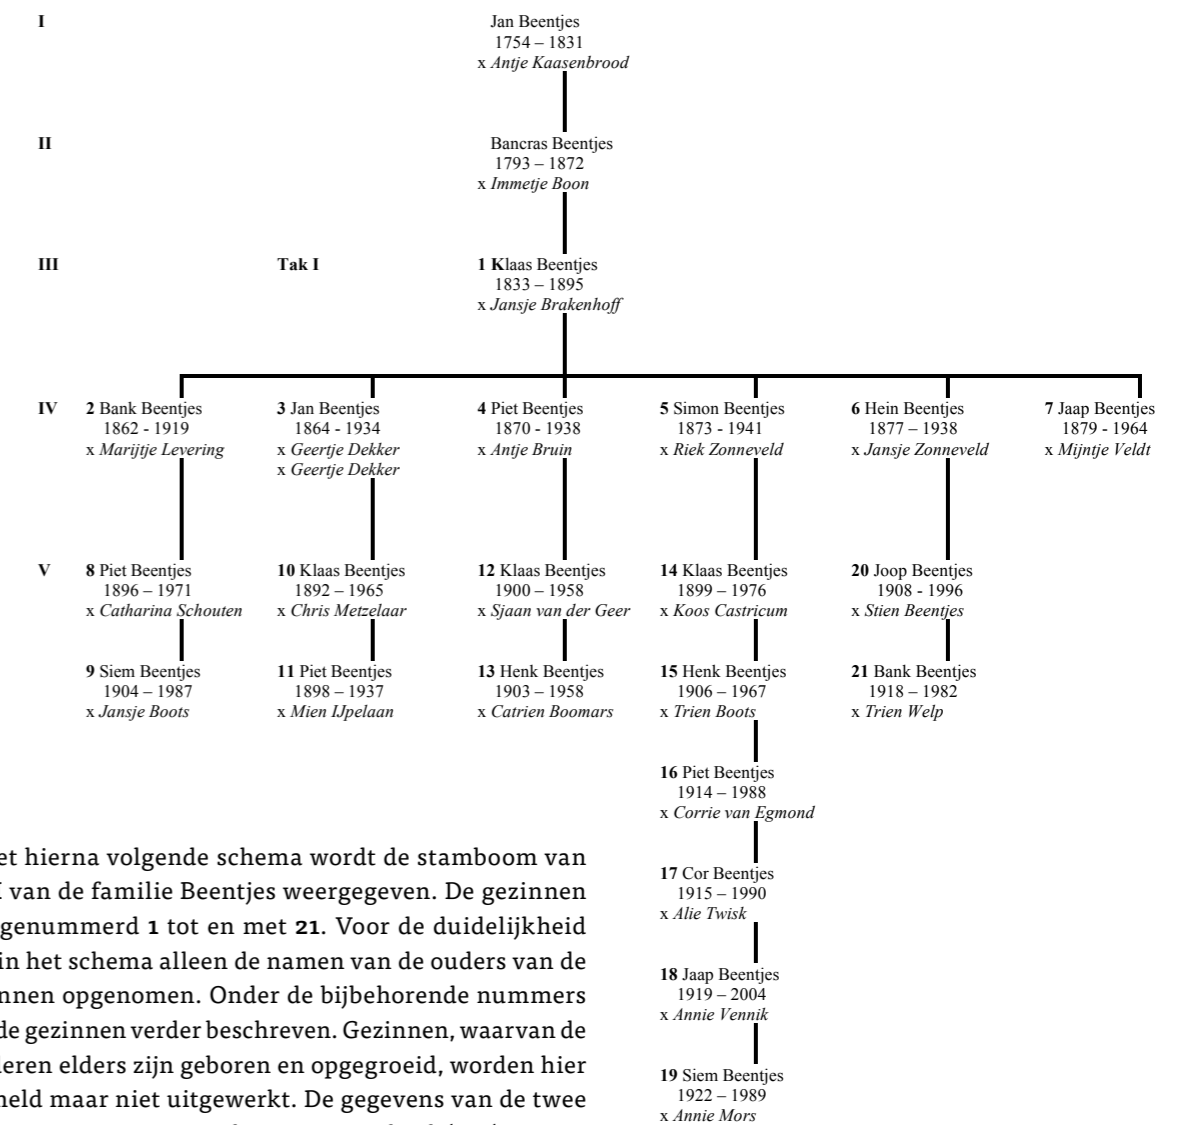 I
Jan Beentjes
1754 – 1831
x Antje Kaasenbrood
II
Bancras Beentjes
1793 – 1872
x Immetje Boon
III
Tak I
1 Klaas Beentjes
1833 – 1895
x Jansje Brakenhoff
IV
2 Bank Beentjes
1862 - 1919
x Marijtje Levering
3 Jan Beentjes
1864 - 1934
x Geertje Dekker
x Geertje Dekker
4 Piet Beentjes
1870 - 1938
x Antje Bruin
5 Simon Beentjes
1873 - 1941
x Riek Zonneveld
6 Hein Beentjes
1877 – 1938
x Jansje Zonneveld
7 Jaap Beentjes
1879 - 1964
x Mijntje Veldt
V
8 Piet Beentjes
1896 – 1971
x Catharina Schouten
10 Klaas Beentjes
1892 – 1965
x Chris Metzelaar
12 Klaas Beentjes
1900 – 1958
x Sjaan van der Geer
14 Klaas Beentjes
1899 – 1976
x Koos Castricum
20 Joop Beentjes
1908 - 1996
x Stien Beentjes
9 Siem Beentjes
1904 – 1987
x Jansje Boots
11 Piet Beentjes
1898 – 1937
x Mien IJpelaan
13 Henk Beentjes
1903 – 1958
x Catrien Boomars
15 Henk Beentjes
1906 – 1967
x Trien Boots
21 Bank Beentjes
1918 – 1982
x Trien Welp
16 Piet Beentjes
1914 – 1988
x Corrie van Egmond
17 Cor Beentjes
1915 – 1990
x Alie Twisk
18 Jaap Beentjes
1919 – 2004
x Annie Vennik
19 Siem Beentjes
1922 – 1989
x Annie Mors
et hierna volgende schema wordt de stamboom van
van de familie Beentjes weergegeven. De gezinnen
genummerd 1 tot en met 21. Voor de duidelijkheid
in het schema alleen de namen van de ouders van de
nnen opgenomen. Onder de bijbehorende nummers
de gezinnen verder beschreven. Gezinnen, waarvan de
eren elders zijn geboren en opgegroeid, worden hier
neld maar niet uitgewerkt. De gegevens van de twee